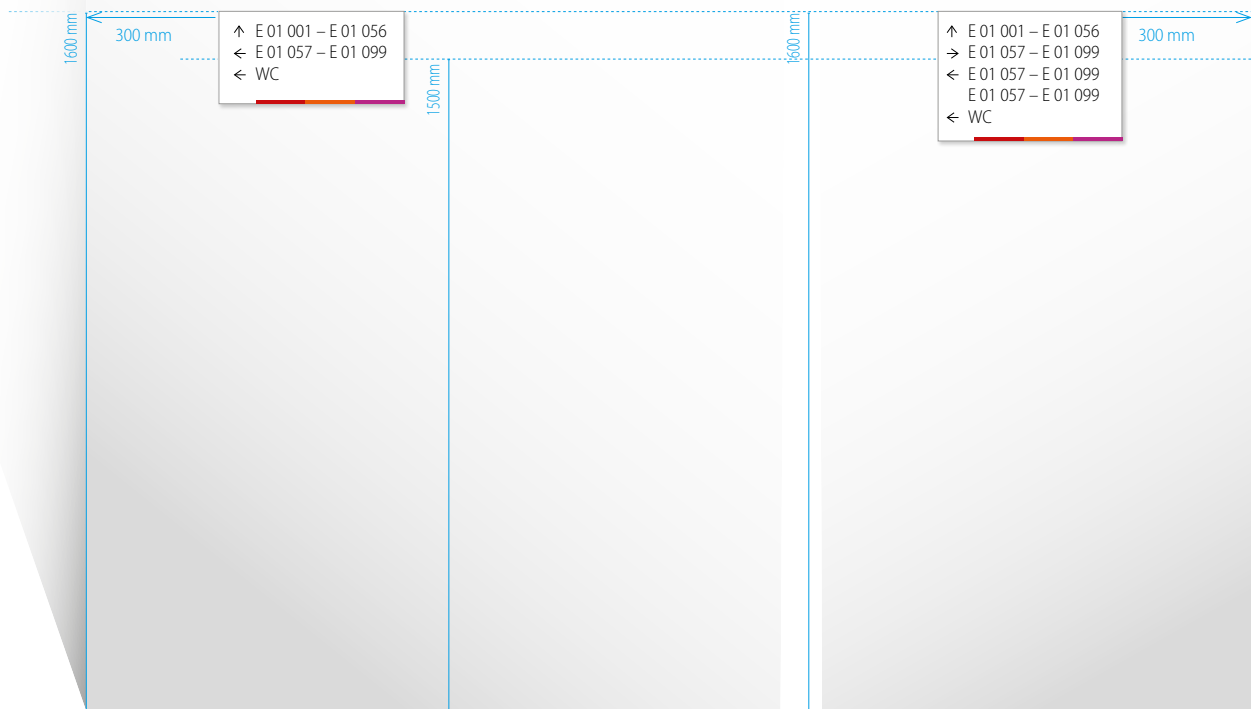 1600 mm
300 mm
↑ E 01 001 – E 01 056
← E 01 057 – E 01 099
← WC
1500 mm
1600 mm
↑ E 01 001 – E 01 056
→ E 01 057 – E 01 099
← E 01 057 – E 01 099
E 01 057 – E 01 099
← WC
300 mm